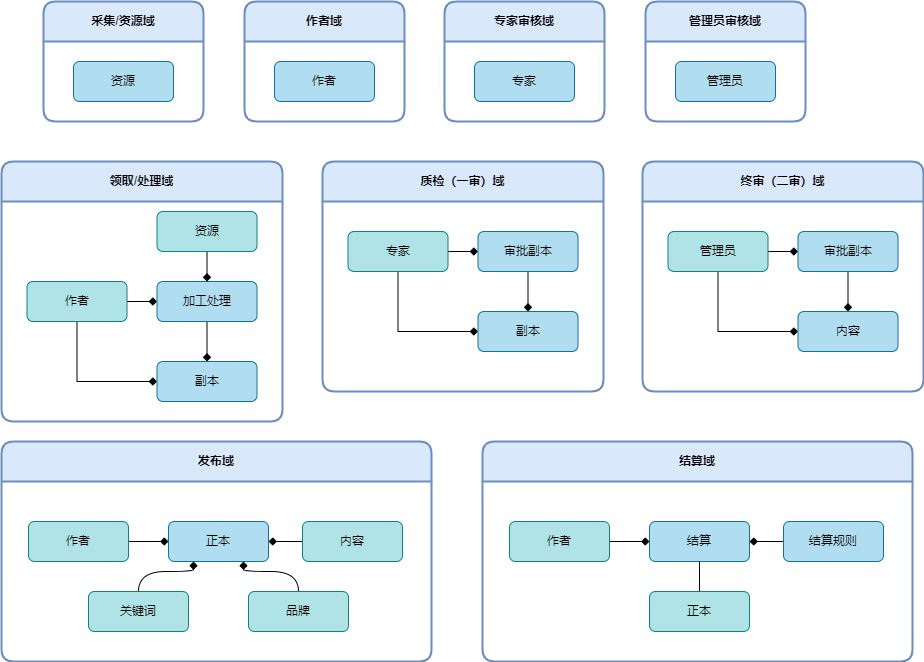 采集/资源域
资源
作者域
作者
专家审核域
专家
管理员审核域
管理员
领取/处理域
资源
作者
加工处理
副本
质检（一审）域
专家
审批副本
副本
终审（二审）域
管理员
审批副本
内容
发布域
作者
正本
内容
关键词
品牌
结算域
作者
结算
结算规则
正本